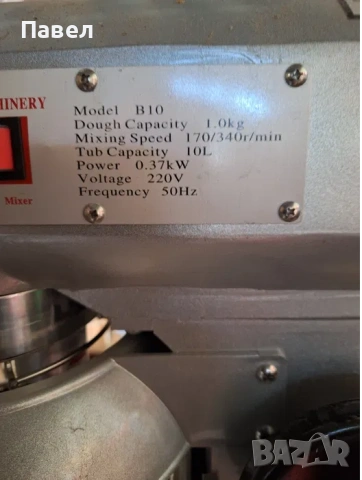 Павел
HINERY
Model B10
Dough Capacity 1.0kg
Mixing Speed 170/340r/min
Tub Capacity 10L
Power 0.37kW
Voltage 220V
Mixer
Frequency 50Hz
BAZAR